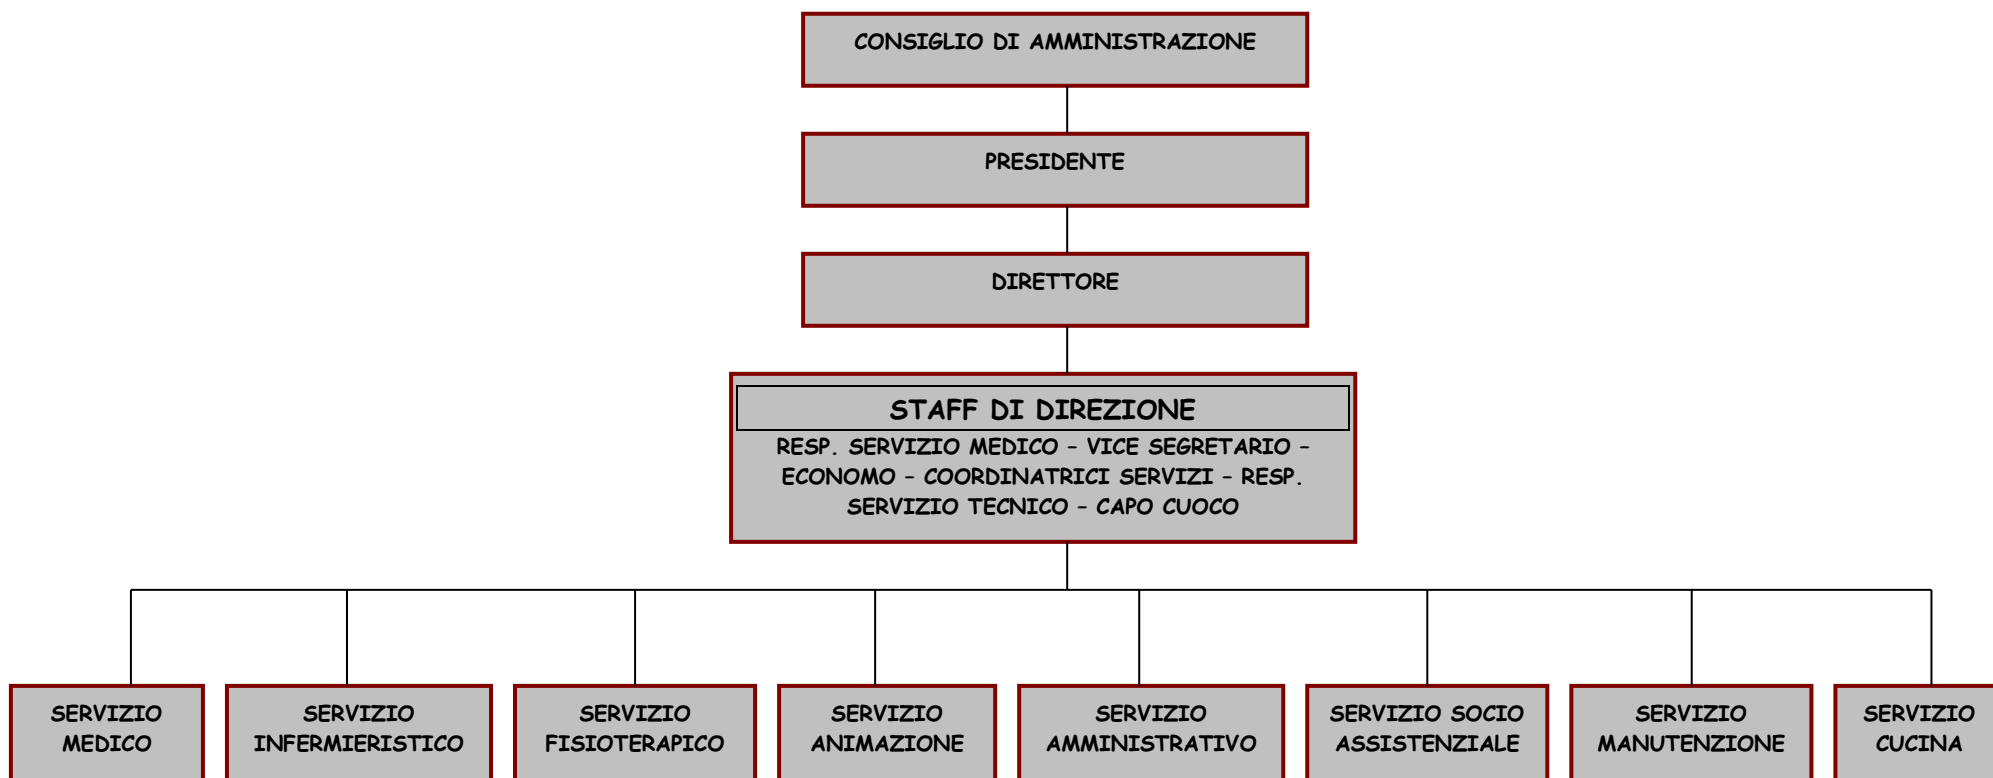 CONSIGLIO DI AMMINISTRAZIONE
PRESIDENTE
DIRETTORE
STAFF DI DIREZIONE
RESP. SERVIZIO MEDICO – VICE SEGRETARIO –
ECONOMO – COORDINATRICI SERVIZI – RESP.
SERVIZIO TECNICO – CAPO CUOCO
SERVIZIO
MEDICO
SERVIZIO
INFERMIERISTICO
SERVIZIO
FISIOTERAPICO
SERVIZIO
ANIMAZIONE
SERVIZIO
AMMINISTRATIVO
SERVIZIO SOCIO
ASSISTENZIALE
SERVIZIO
MANUTENZIONE
SERVIZIO
CUCINA